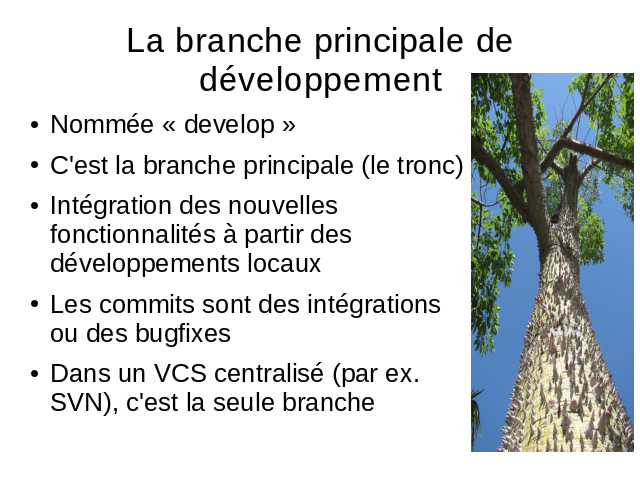 La branche principale de
développement
• Nommée « develop »
• C'est la branche principale (le tronc)
• Intégration des nouvelles
fonctionnalités à partir des
développements locaux
• Les commits sont des intégrations
ou des bugfixes
• Dans un VCS centralisé (par ex.
SVN), c'est la seule branche